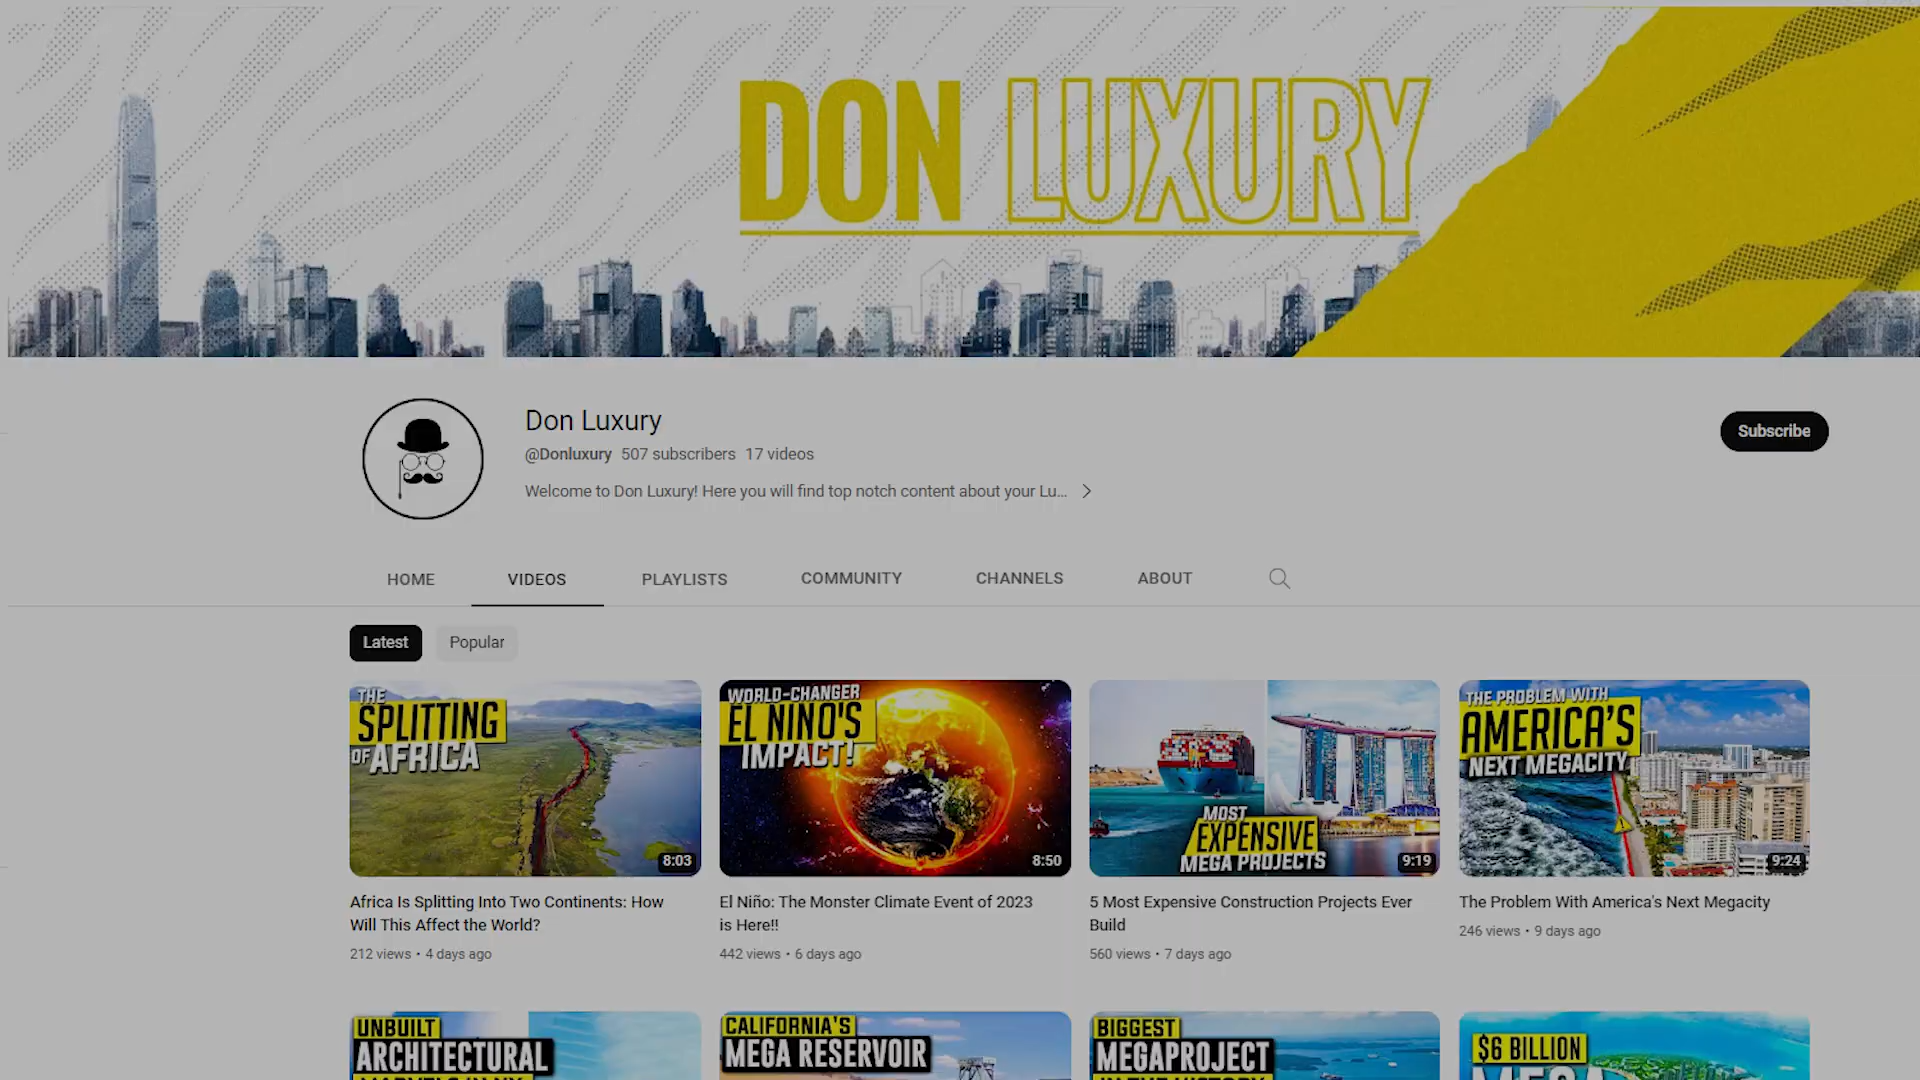 DON LUXURY
Don Luxury
@Donluxury 507 subscribers 17 videos
Subscribe
Welcome to Don Luxury! Here you will find top notch content about your Lu...
HOME VIDEOS PLAYLISTS COMMUNITY CHANNELS ABOUT
Latest Popular
THE
SPLITTING
OF AFRICA
8:03
WORLD-CHANGER
EL NINO'S
IMPACT!
8:50
MOST
EXPENSIVE
MEGA PROJECTS
9:19
THE PROBLEM WITH
AMERICA'S
NEXT MEGACITY
9:24
Africa Is Splitting Into Two Continents: How
Will This Affect the World?
212 views • 4 days ago
El Niño: The Monster Climate Event of 2023
is Here!!
442 views • 6 days ago
5 Most Expensive Construction Projects Ever
Build
560 views • 7 days ago
The Problem With America's Next Megacity
246 views • 9 days ago
UNBUILT
ARCHITECTURAL
CALIFORNIA'S
MEGA RESERVOIR
BIGGEST
MEGAPROJECT
$6 BILLION
MEGA